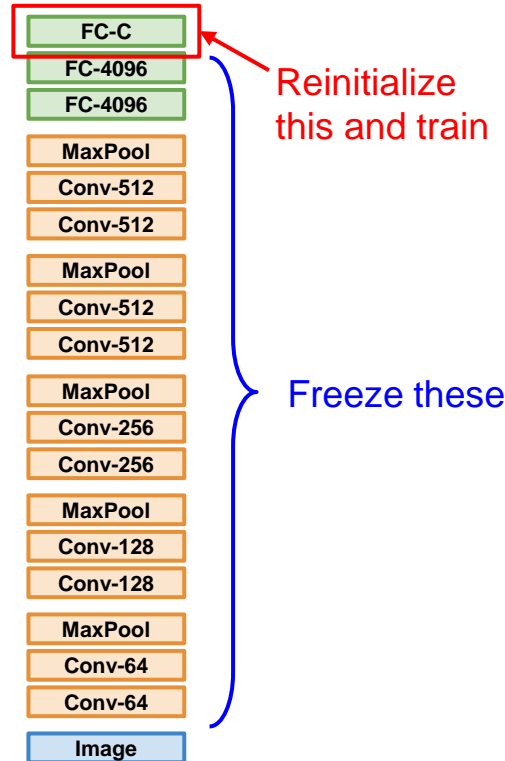 FC-C
FC-4096
FC-4096
MaxPool
Conv-512
Conv-512
MaxPool
Conv-512
Conv-512
MaxPool
Conv-256
Conv-256
MaxPool
Conv-128
Conv-128
MaxPool
Conv-64
Conv-64
Image
Reinitialize
this and train
Freeze these